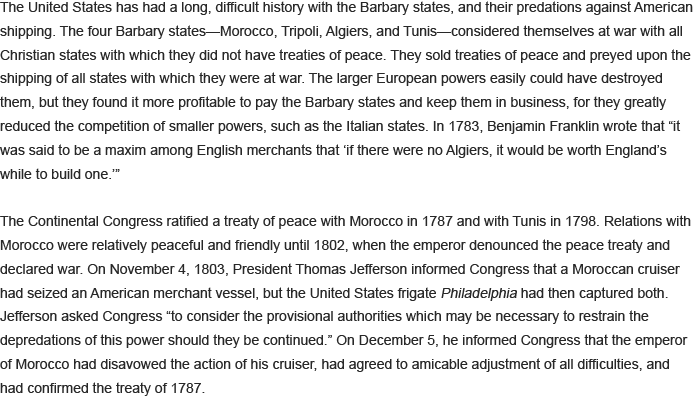 The United States has had a long, difficult history with the Barbary states, and their predations against American
shipping. The four Barbary states—Morocco, Tripoli, Algiers, and Tunis—considered themselves at war with all
Christian states with which they did not have treaties of peace. They sold treaties of peace and preyed upon the
shipping of all states with which they were at war. The larger European powers easily could have destroyed
them, but they found it more profitable to pay the Barbary states and keep them in business, for they greatly
reduced the competition of smaller powers, such as the Italian states. In 1783, Benjamin Franklin wrote that “it
was said to be a maxim among English merchants that ‘if there were no Algiers, it would be worth England’s
while to build one.’”
The Continental Congress ratified a treaty of peace with Morocco in 1787 and with Tunis in 1798. Relations with
Morocco were relatively peaceful and friendly until 1802, when the emperor denounced the peace treaty and
declared war. On November 4, 1803, President Thomas Jefferson informed Congress that a Moroccan cruiser
had seized an American merchant vessel, but the United States frigate Philadelphia had then captured both.
Jefferson asked Congress “to consider the provisional authorities which may be necessary to restrain the
depredations of this power should they be continued.” On December 5, he informed Congress that the emperor
of Morocco had disavowed the action of his cruiser, had agreed to amicable adjustment of all difficulties, and
had confirmed the treaty of 1787.